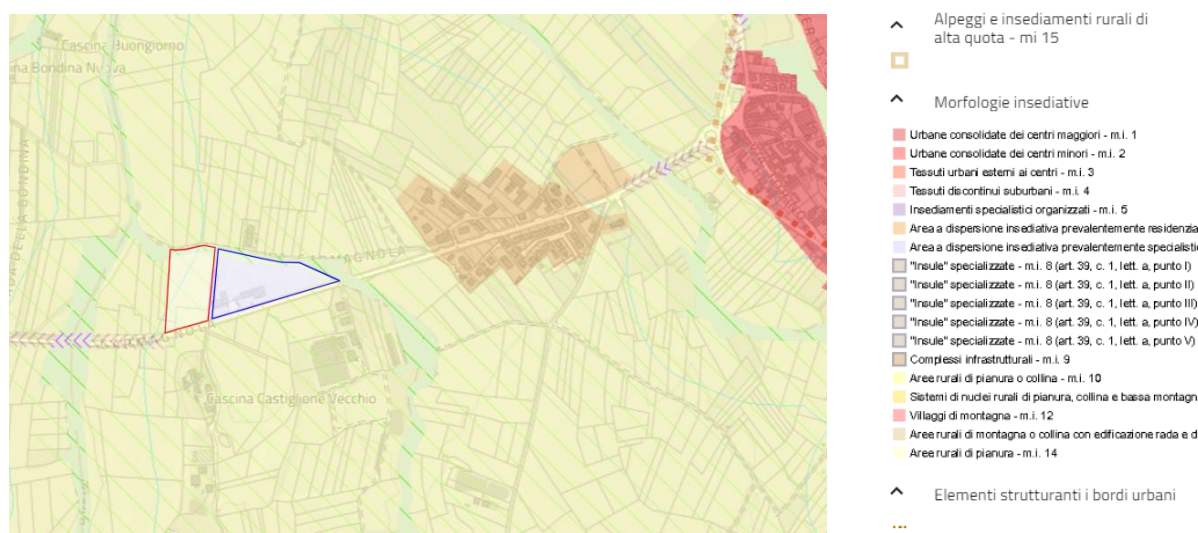 Cascina Buongiorno
na Bondina Nuova
DELLA BONDINA
Cascina Castiglione Vecchio
Alpeggi e insediamenti rurali di
alta quota - mi 15
Morfologie insediative
Urbane consolidate dei centri maggiori - m.i. 1
Urbane consolidate dei centri minori - m.i. 2
Tessuti urbani esterni ai centri - m.i. 3
Tessuti discontinui suburbani - m.i. 4
Insediamenti specialistici organizzati - m.i. 5
Area a dispersione insediativa prevalentemente residenzia
Area a dispersione insediativa prevalentemente specialistic
"Insule" specializzate - m.i. 8 (art. 39, c. 1, lett. a, punto I)
"Insule" specializzate - m.i. 8 (art. 39, c. 1, lett. a, punto II)
"Insule" specializzate - m.i. 8 (art. 39, c. 1, lett. a, punto III)
"Insule" specializzate - m.i. 8 (art. 39, c. 1, lett. a, punto IV)
"Insule" specializzate - m.i. 8 (art. 39, c. 1, lett. a, punto V)
Complessi infrastrutturali - m.i. 9
Aree rurali di pianura o collina - m.i. 10
Sistemi di nuclei rurali di pianura, collina e bassa montagn
Villaggi di montagna - m.i. 12
Aree rurali di montagna o collina con edificazione rada e d
Aree rurali di pianura - m.i. 14
Elementi strutturanti i bordi urbani